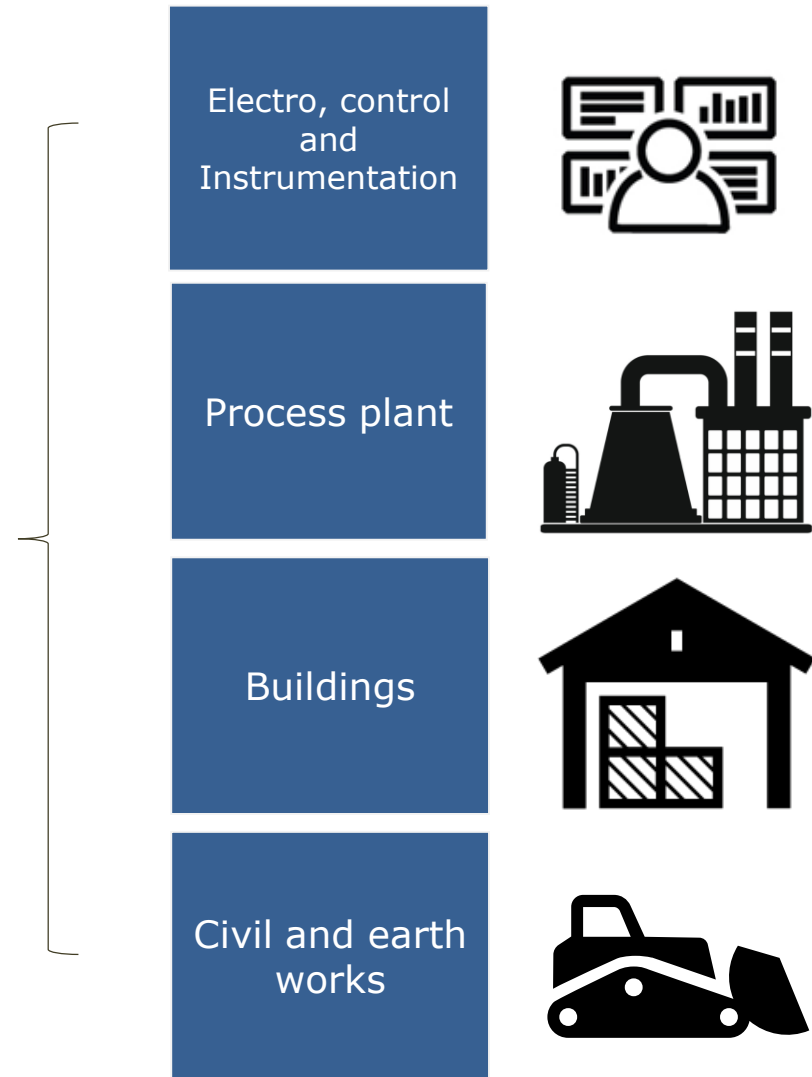 Electro, control
and
Instrumentation
Process plant
Buildings
Civil and earth
works